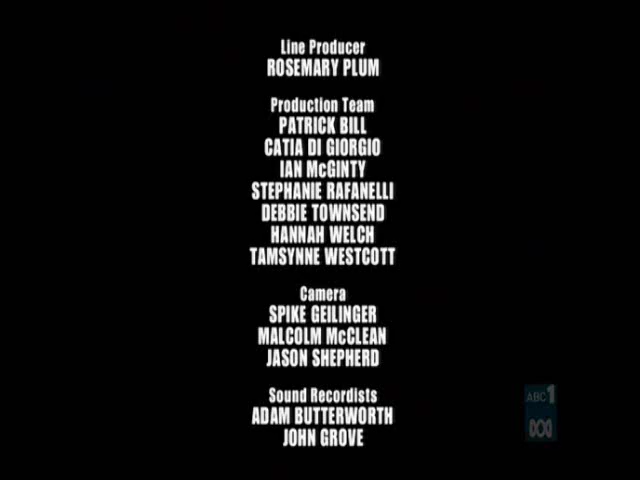 Line Producer
ROSEMARY PLUM
Production Team
PATRICK BILL
CATIA DI GIORGIO
IAN McGINTY
STEPHANIE RAFANELLI
DEBBIE TOWNSEND
HANNAH WELCH
TAMSYNNE WESTCOTT
Camera
SPIKE GEILINGER
MALCOLM McCLEAN
JASON SHEPHERD
Sound Recordists
ADAM BUTTERWORTH
JOHN GROVE
ABC1